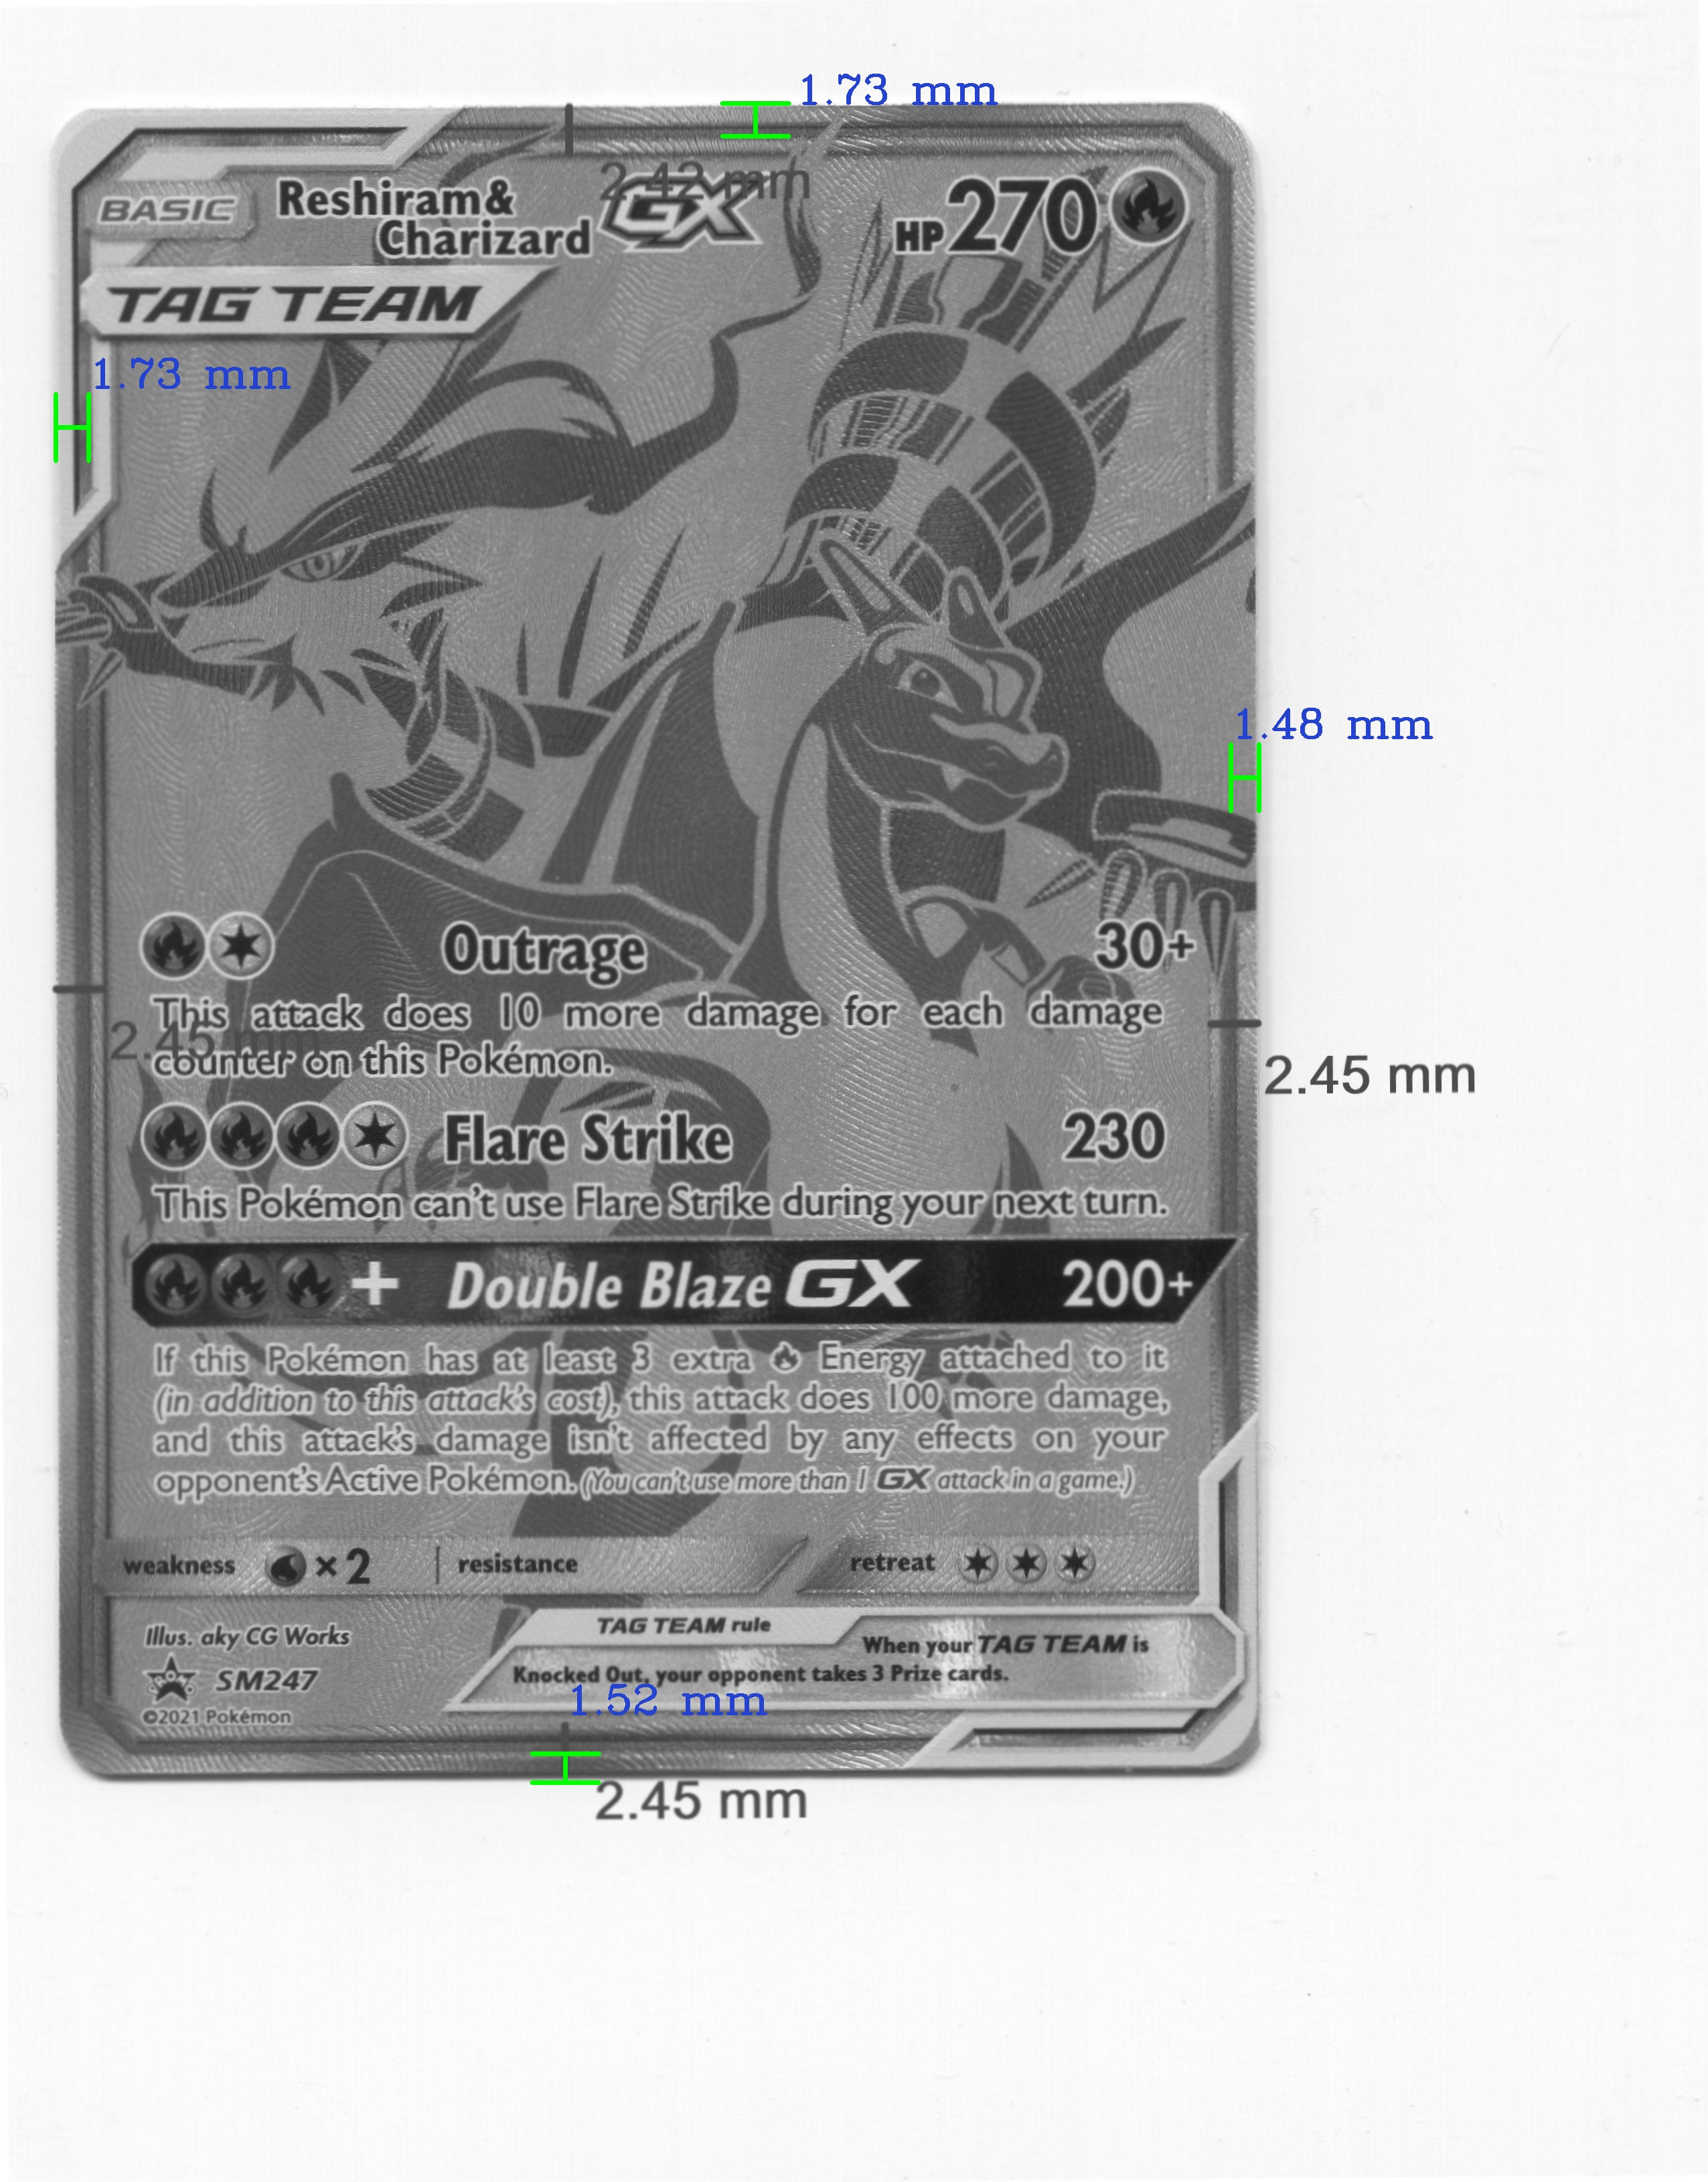 1.73 mm
2.42 mm
BASIC
Reshiram&
Charizard
GX
HP 270
TAG TEAM
1.73 mm
1.48 mm
Outrage 30+
This attack does 10 more damage for each damage
counter on this Pokémon.
2.45 mm
2.45 mm
Flare Strike 230
This Pokémon can't use Flare Strike during your next turn.
+ Double Blaze GX 200+
If this Pokémon has at least 3 extra Energy attached to it
(in addition to this attack's cost), this attack does 100 more damage,
and this attack's damage isn't affected by any effects on your
opponent's Active Pokémon. (You can't use more than 1 GX attack in a game.)
weakness ×2 resistance retreat
TAG TEAM rule
When your TAG TEAM is
Knocked Out, your opponent takes 3 Prize cards.
Illus. aky CG Works
SM247
©2021 Pokémon
1.52 mm
2.45 mm